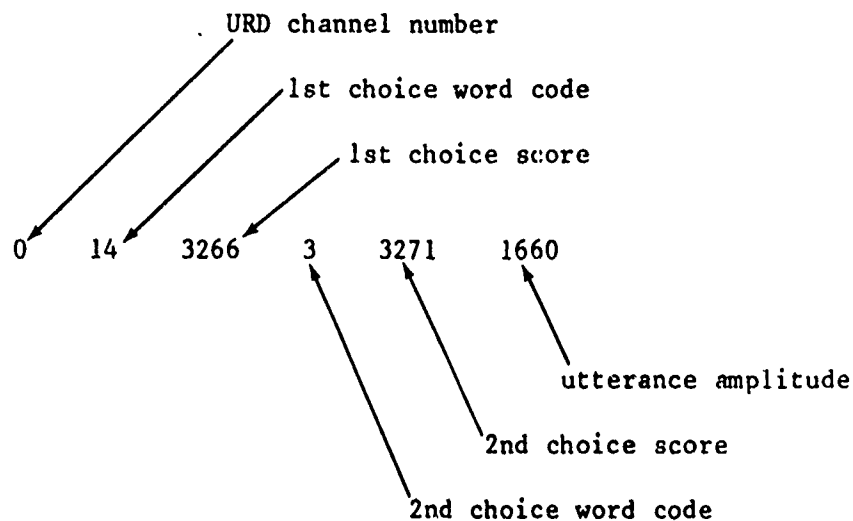 URD channel number
1st choice word code
1st choice score
0 14 3266 3 3271 1660
utterance amplitude
2nd choice score
2nd choice word code